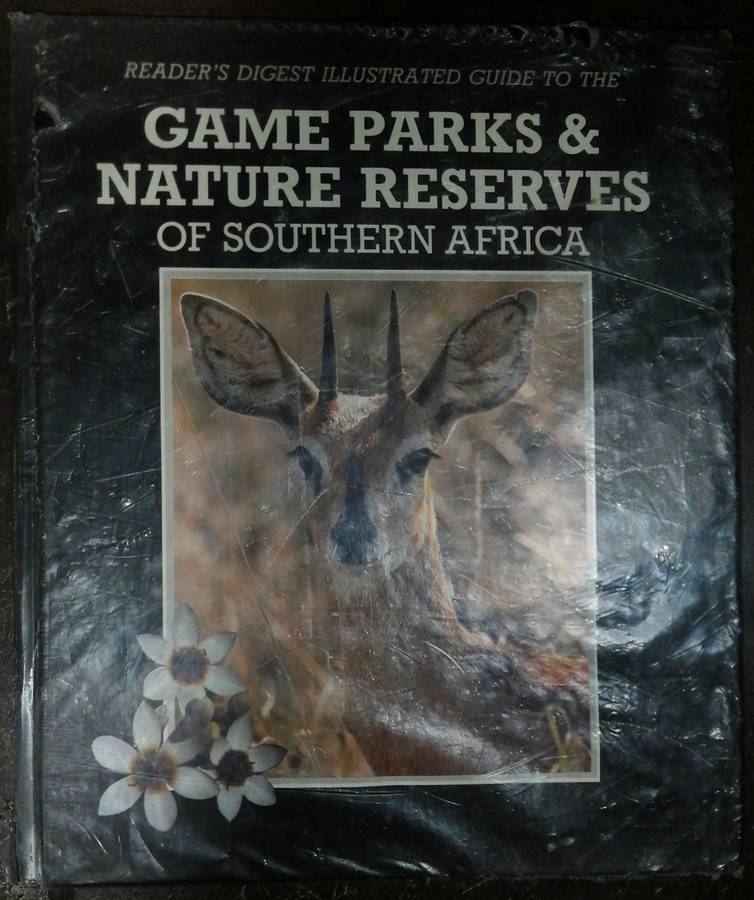 READER'S DIGEST ILLUSTRATED GUIDE TO THE
GAME PARKS &
NATURE RESERVES
OF SOUTHERN AFRICA